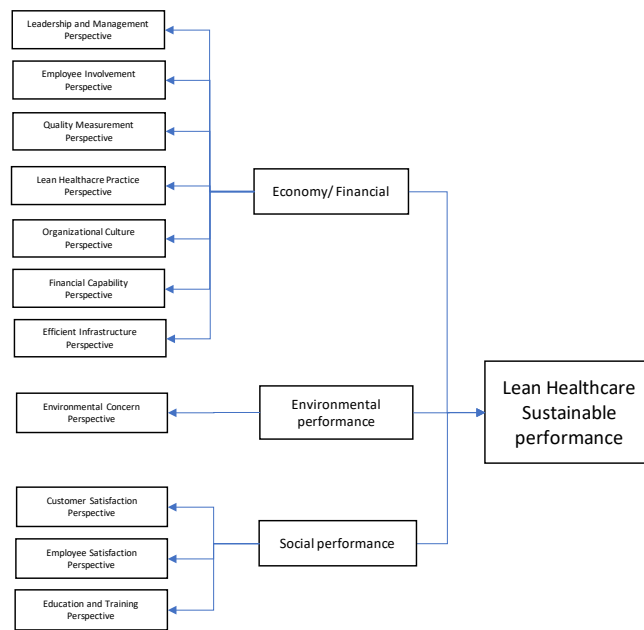 Leadership and Management
Perspective
Employee Involvement
Perspective
Quality Measurement
Perspective
Lean Healthacre Practice
Perspective
Organizational Culture
Perspective
Financial Capability
Perspective
Efficient Infrastructure
Perspective
Economy/ Financial
Environmental Concern
Perspective
Environmental
performance
Customer Satisfaction
Perspective
Employee Satisfaction
Perspective
Education and Training
Perspective
Social performance
Lean Healthcare
Sustainable
performance